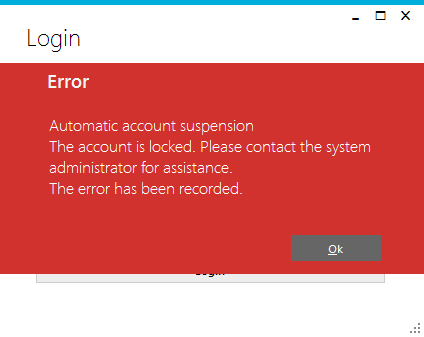 Login
Error
Automatic account suspension
The account is locked. Please contact the system
administrator for assistance.
The error has been recorded.
Ok